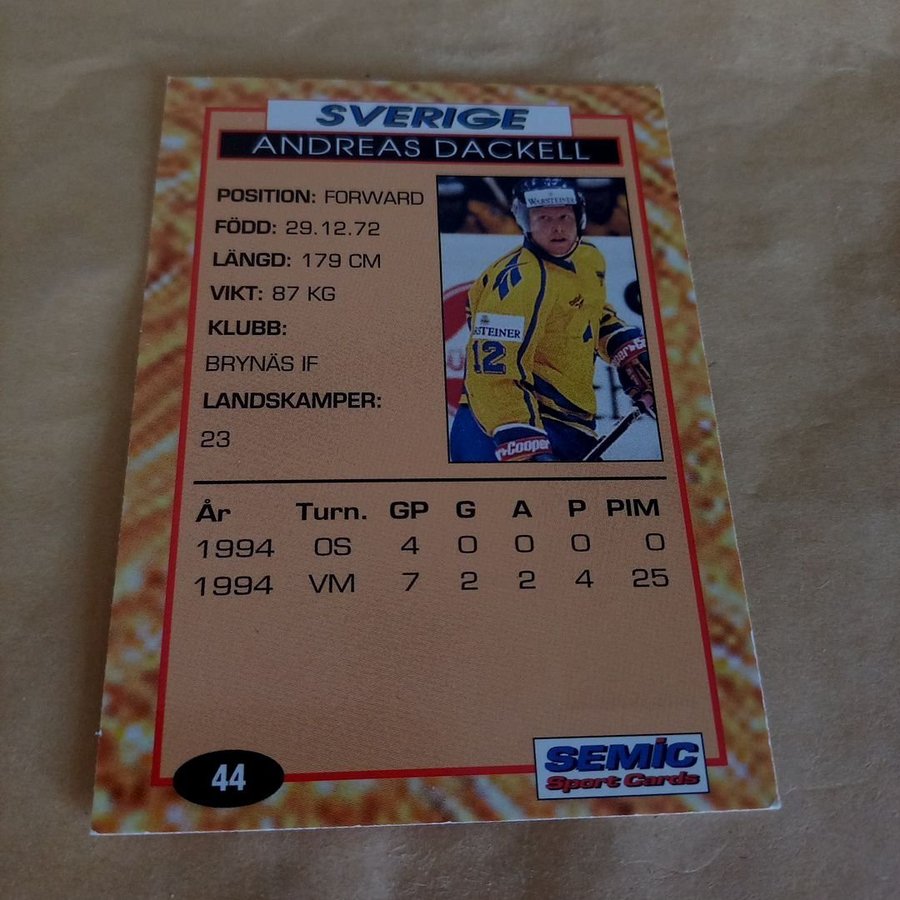 SVERIGE
ANDREAS DACKELL
POSITION: FORWARD
FÖDD: 29.12.72
LÄNGD: 179 CM
VIKT: 87 KG
KLUBB:
BRYNÄS IF
LANDSKAMPER:
23
WARSTEINER
STEINER
12
Cooper
År Turn. GP G A P PIM
1994 OS 4 0 0 0 0
1994 VM 7 2 2 4 25
44
SEMIC
Sport Cards